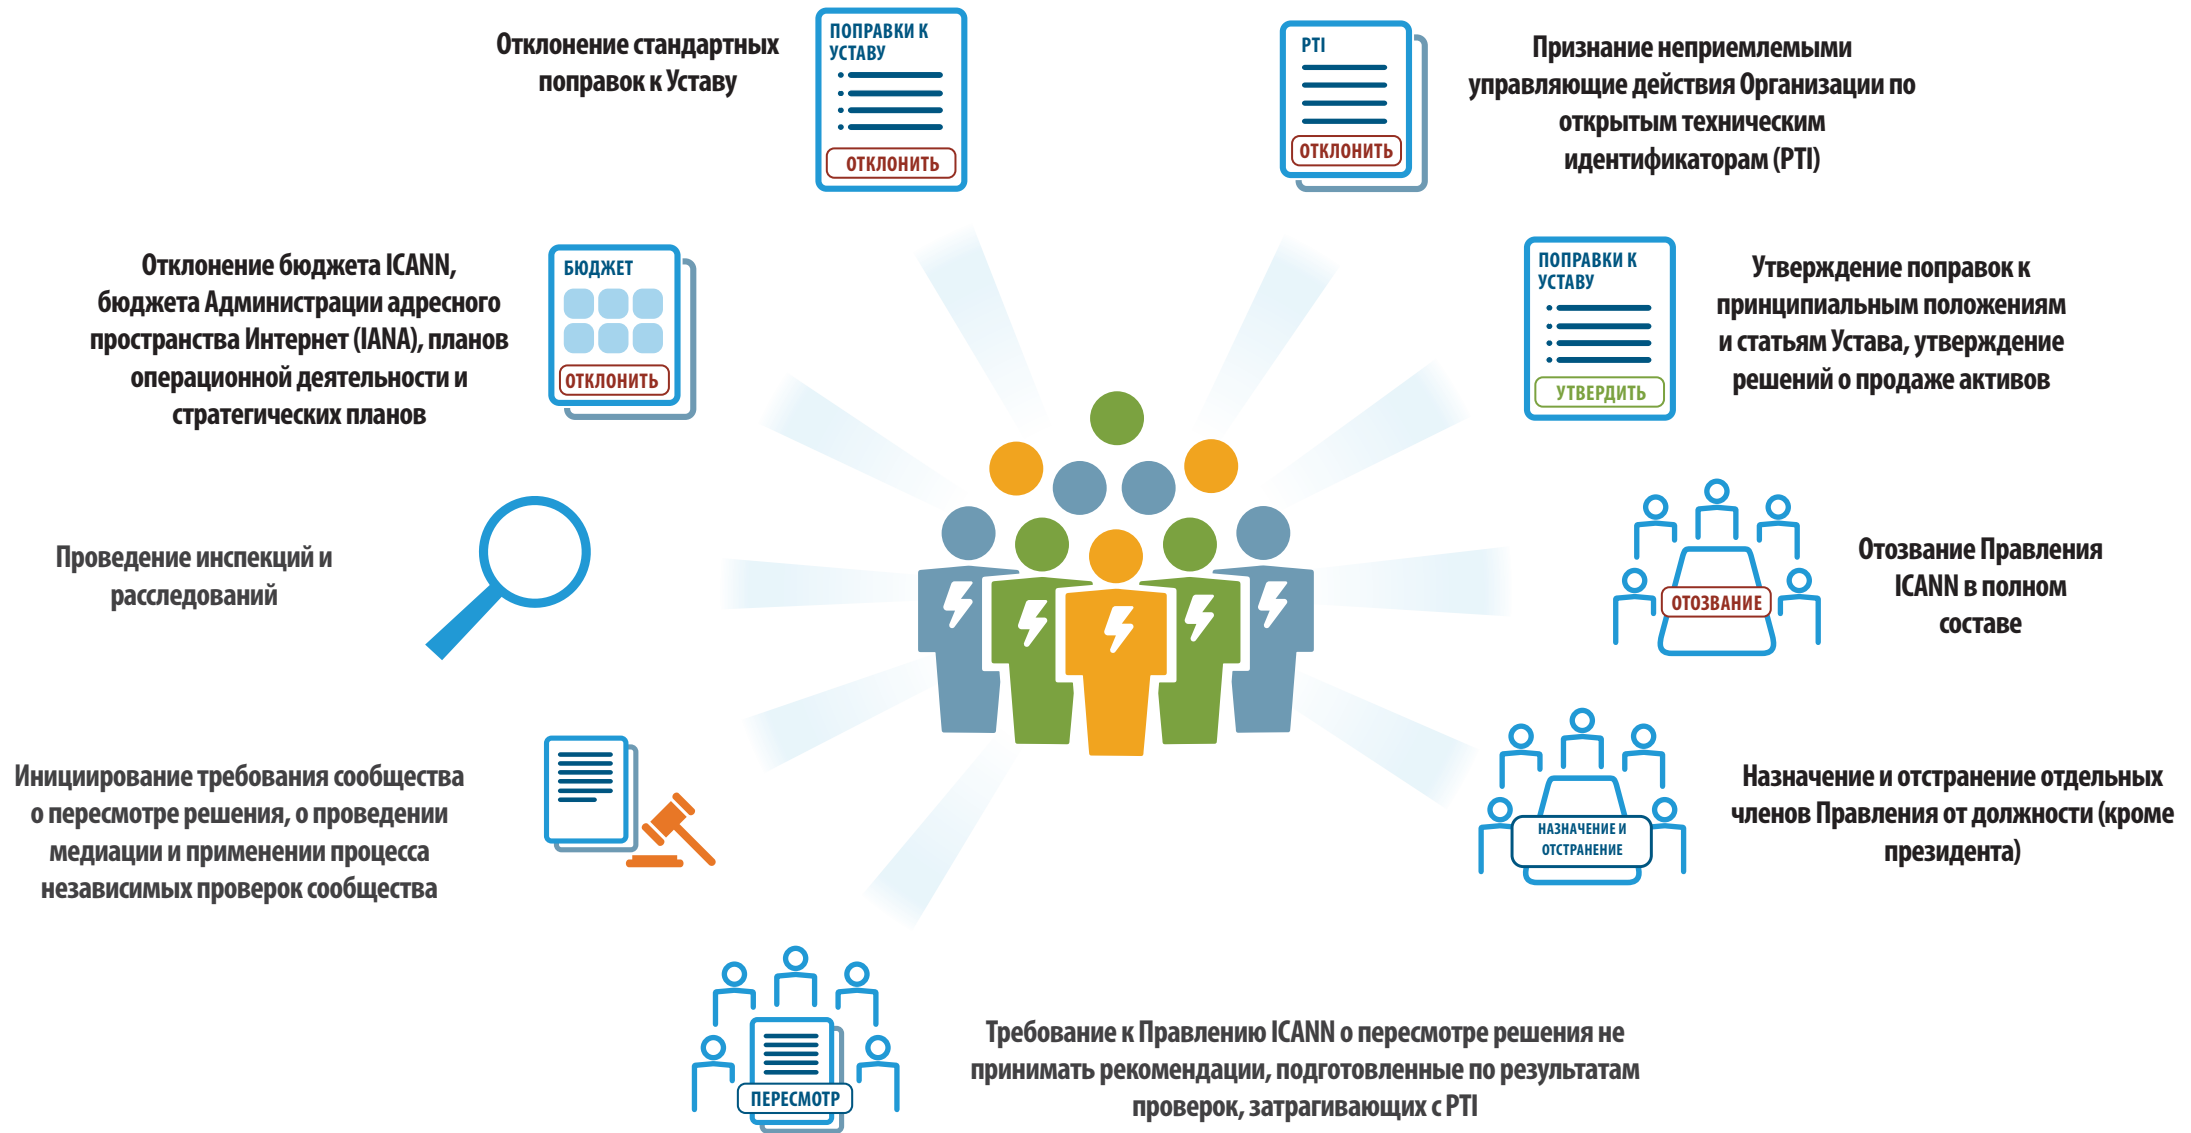 Отклонение стандартных
поправок к Уставу
ПОПРАВКИ К
УСТАВУ
ОТКЛОНИТЬ
PTI
ОТКЛОНИТЬ
Признание неприемлемыми
управляющие действия Организации по
открытым техническим
идентификаторам (PTI)
Отклонение бюджета ICANN,
бюджета Администрации адресного
пространства Интернет (IANA), планов
операционной деятельности и
стратегических планов
БЮДЖЕТ
ОТКЛОНИТЬ
ПОПРАВКИ К
УСТАВУ
УТВЕРДИТЬ
Утверждение поправок к
принципиальным положениям
и статьям Устава, утверждение
решений о продаже активов
Проведение инспекций и
расследований
ОТОЗВАНИЕ
Отозвание Правления
ICANN в полном
составе
Инициирование требования сообщества
о пересмотре решения, о проведении
медиации и применении процесса
независимых проверок сообщества
НАЗНАЧЕНИЕ И
ОТСТРАНЕНИЕ
Назначение и отстранение отдельных
членов Правления от должности (кроме
президента)
ПЕРЕСМОТР
Требование к Правлению ICANN о пересмотре решения не
принимать рекомендации, подготовленные по результатам
проверок, затрагивающих с PTI